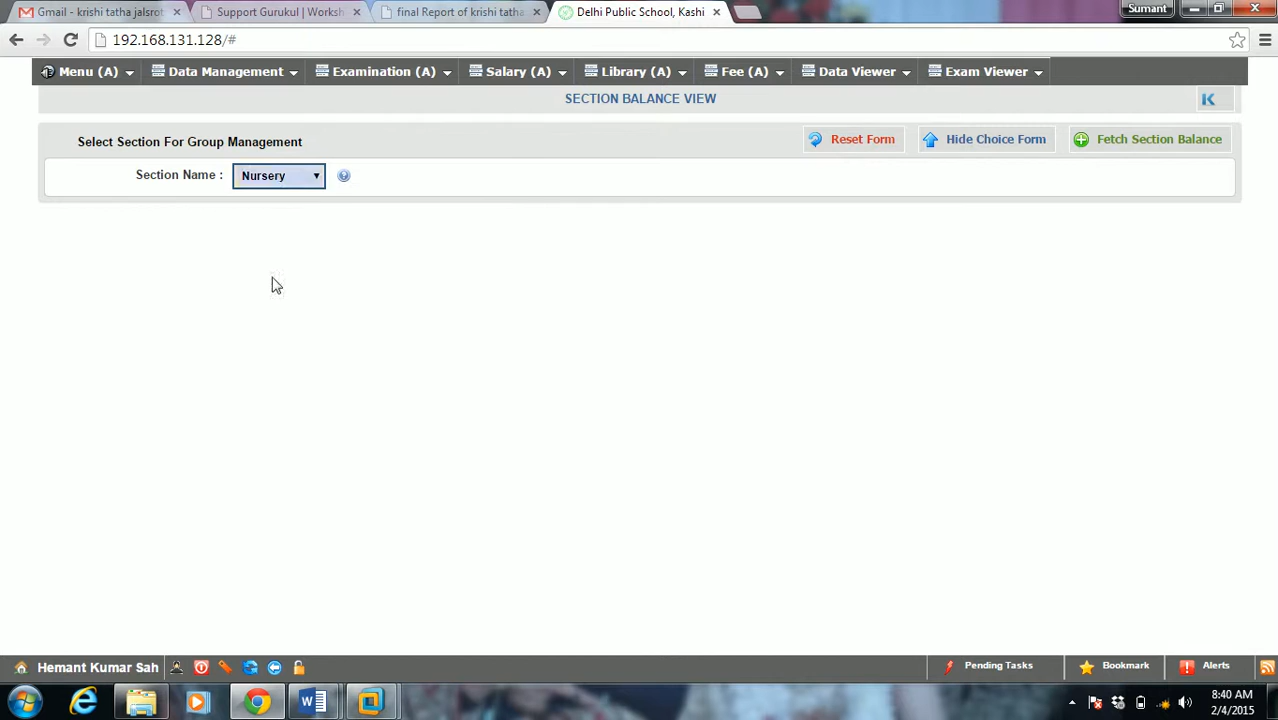 Gmail - krishi tatha jalsrot
Support Gurukul | Worksh
final Report of krishi tatha
Delhi Public School, Kashi
Sumant
192.168.131.128/#
Menu (A)
Data Management
Examination (A)
Salary (A)
Library (A)
Fee (A)
Data Viewer
Exam Viewer
SECTION BALANCE VIEW
Select Section For Group Management
Reset Form
Hide Choice Form
Fetch Section Balance
Section Name :
Nursery
Hemant Kumar Sah
Pending Tasks
Bookmark
Alerts
8:40 AM
2/4/2015